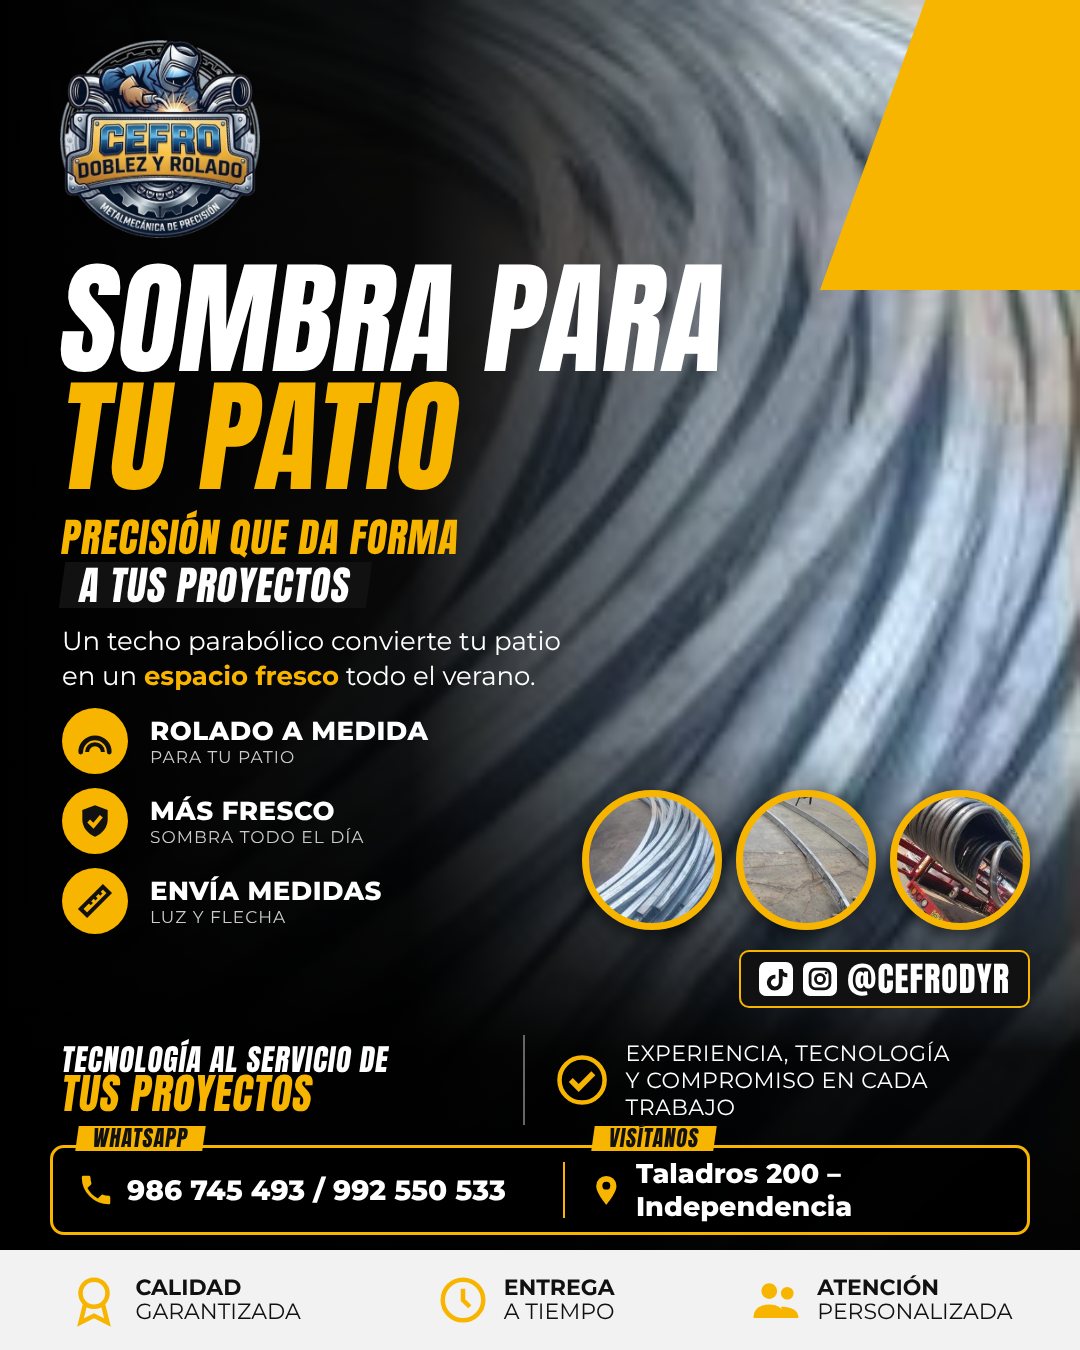 CEFRO
DOBLEZ Y ROLADO
METALMECÁNICA DE PRECISIÓN
SOMBRA PARA
TU PATIO
PRECISIÓN QUE DA FORMA
A TUS PROYECTOS
Un techo parabólico convierte tu patio
en un espacio fresco todo el verano.
ROLADO A MEDIDA
PARA TU PATIO
MÁS FRESCO
SOMBRA TODO EL DÍA
ENVÍA MEDIDAS
LUZ Y FLECHA
@CEFRODYR
TECNOLOGÍA AL SERVICIO DE
TUS PROYECTOS
EXPERIENCIA, TECNOLOGÍA
Y COMPROMISO EN CADA
TRABAJO
WHATSAPP
986 745 493 / 992 550 533
VISÍTANOS
Taladros 200 –
Independencia
CALIDAD
GARANTIZADA
ENTREGA
A TIEMPO
ATENCIÓN
PERSONALIZADA